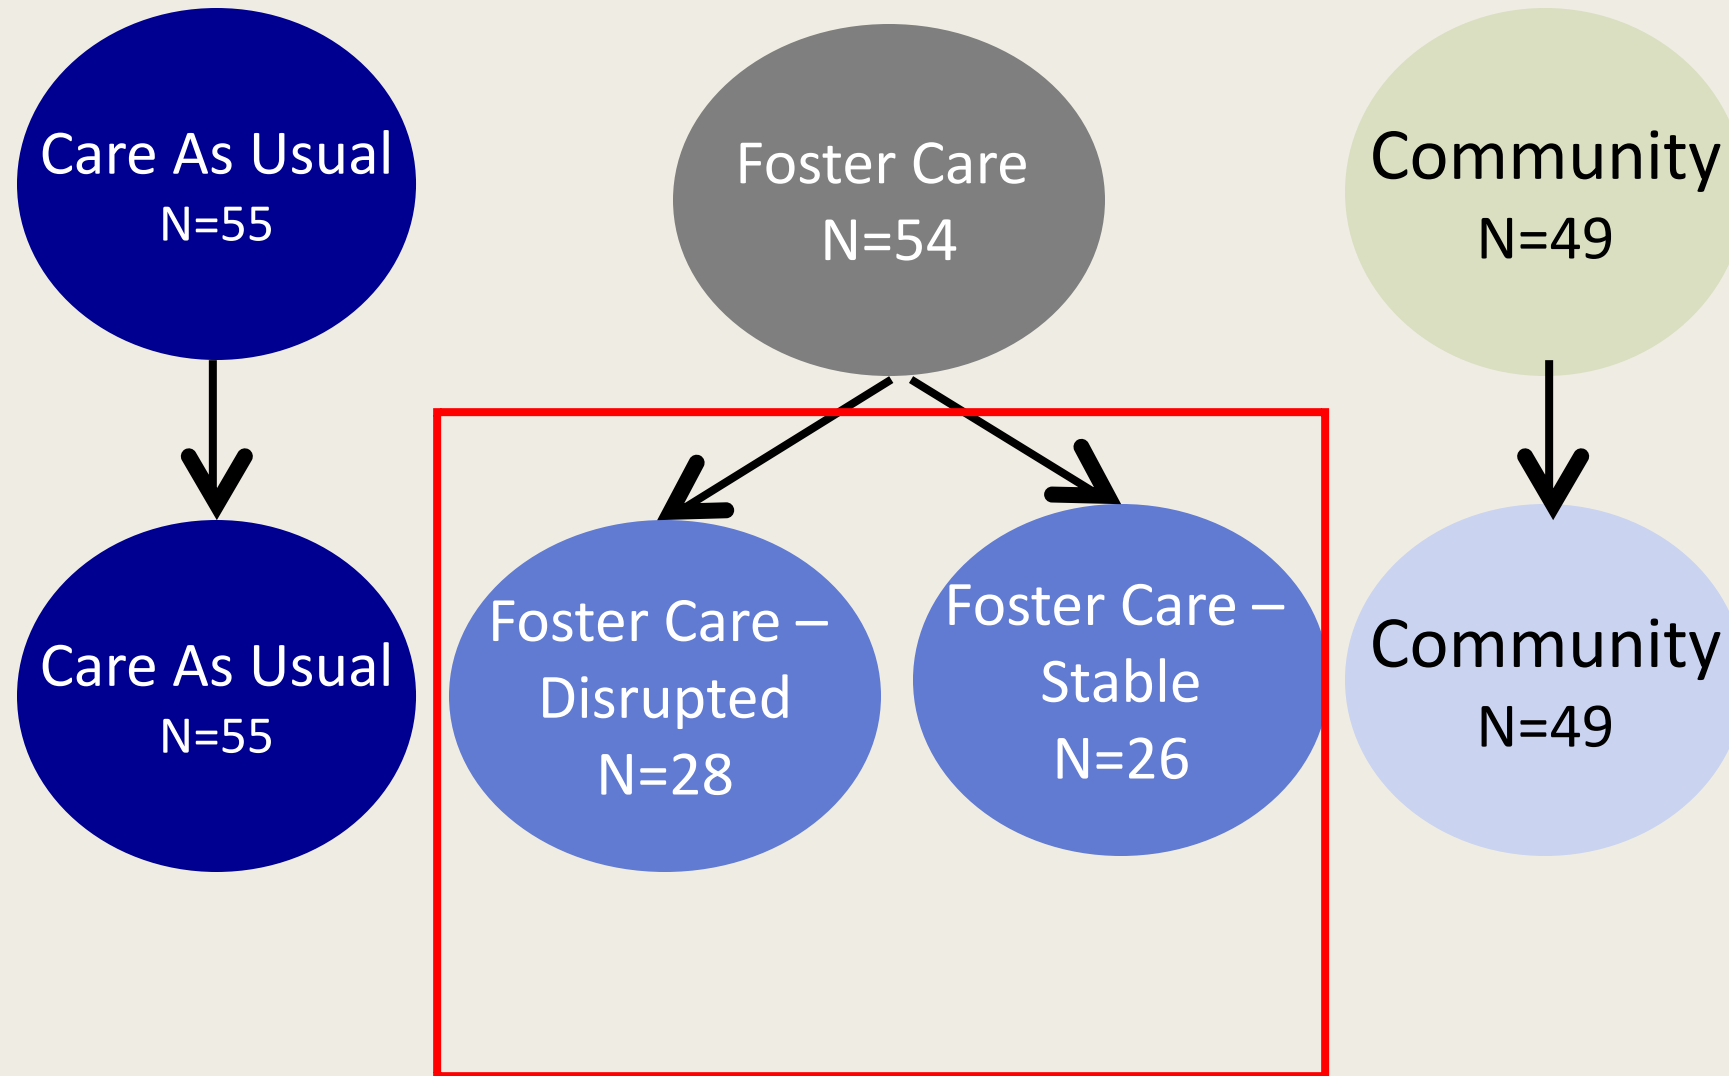 Care As Usual
N=55
Foster Care
N=54
Community
N=49
Care As Usual
N=55
Foster Care –
Disrupted
N=28
Foster Care –
Stable
N=26
Community
N=49